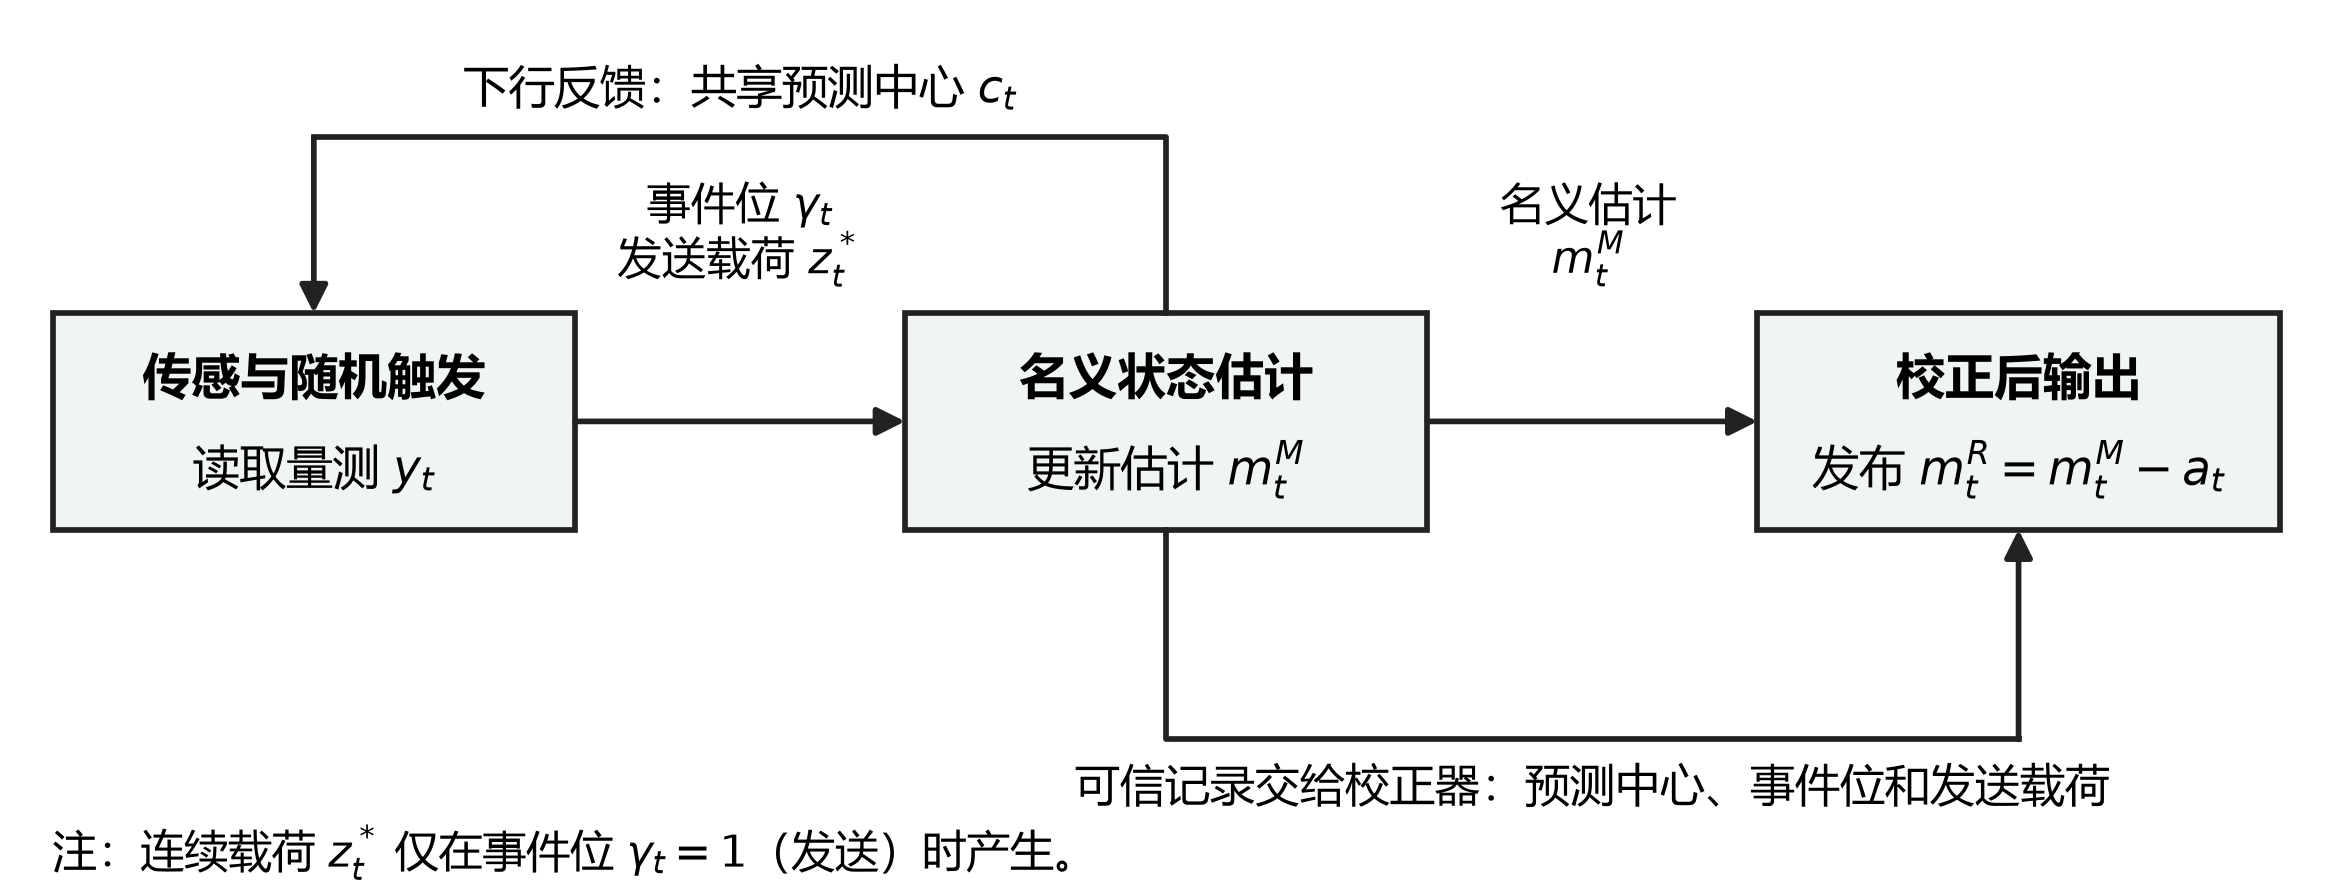 下行反馈：共享预测中心 $c_t$
事件位 $\gamma_t$
发送载荷 $z_t^*$
名义估计
$m_t^M$
传感与随机触发
读取量测 $y_t$
名义状态估计
更新估计 $m_t^M$
校正后输出
发布 $m_t^R = m_t^M - a_t$
可信记录交给校正器：预测中心、事件位和发送载荷
注：连续载荷 $z_t^*$ 仅在事件位 $\gamma_t = 1$（发送）时产生。